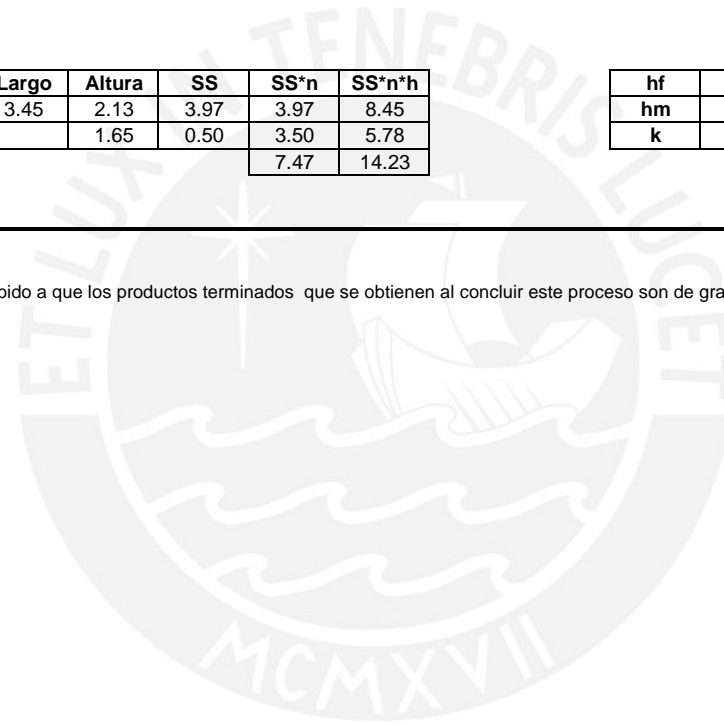 Largo Altura SS SS*n SS*n*h hf
3.45 2.13 3.97 3.97 8.45 hm
1.65 0.50 3.50 5.78 k
7.47 14.23
bido a que los productos terminados que se obtienen al concluir este proceso son de gra
ET LUX IN TENEBRIS LUCET
MCMXVII